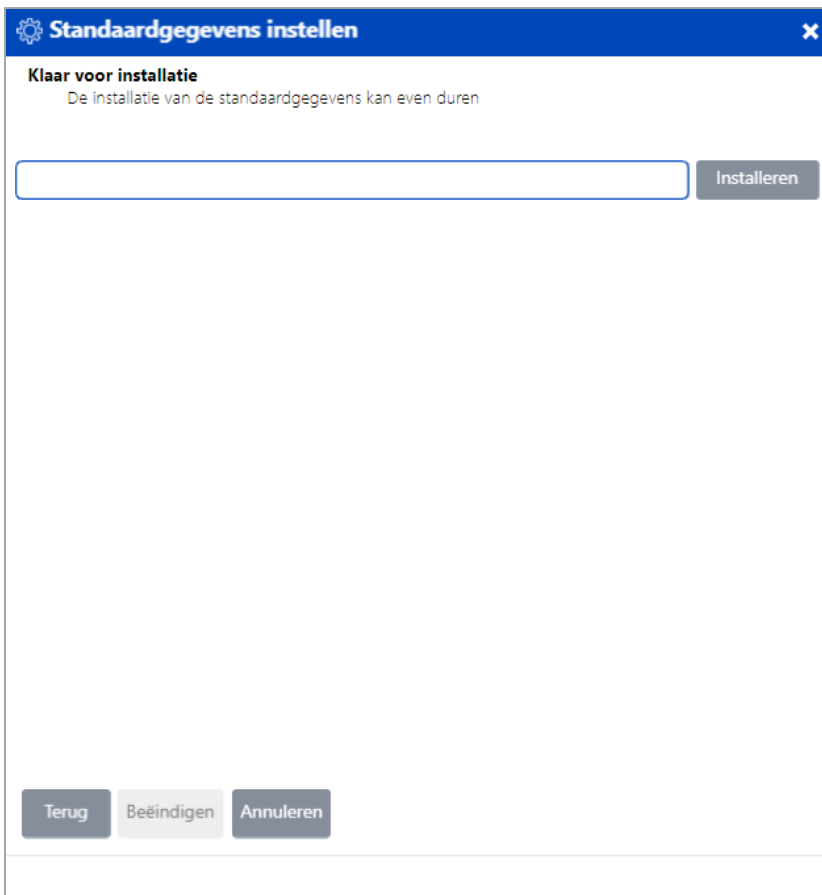 Standaardgegevens instellen
Klaar voor installatie
De installatie van de standaardgegevens kan even duren
Installeren
Terug
Beëindigen
Annuleren